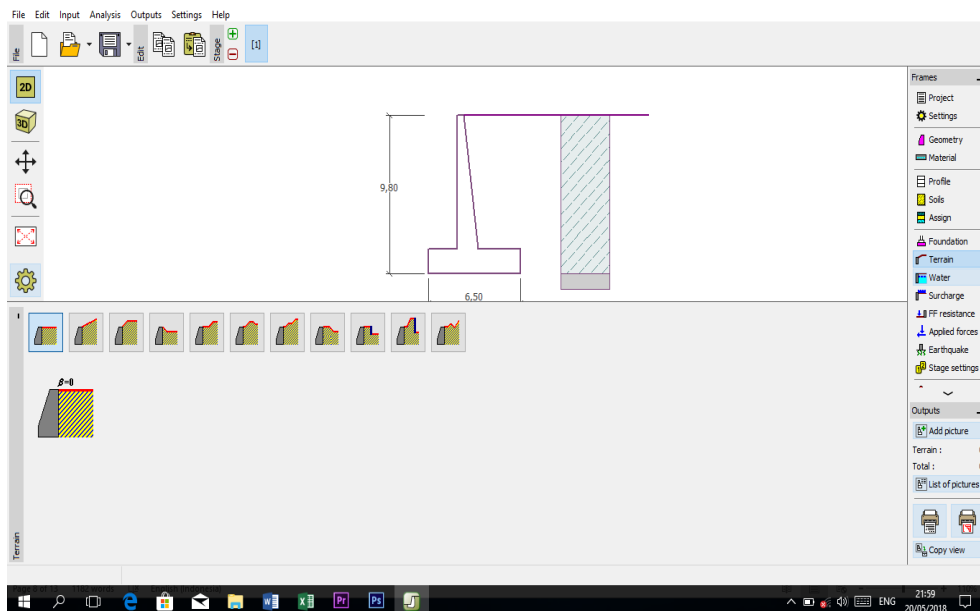 File Edit Input Analysis Outputs Settings Help
File
Edit
Stage
[1]
2D
3D
9,80
6,50
Frames
Project
Settings
Geometry
Material
Profile
Soils
Assign
Foundation
Terrain
Water
Surcharge
FF resistance
Applied forces
Earthquake
Stage settings
β=0
Terrain
Outputs
Add picture
Terrain :
Total :
List of pictures
Copy view
Pr
Ps
ENG
21:59
20/05/2018